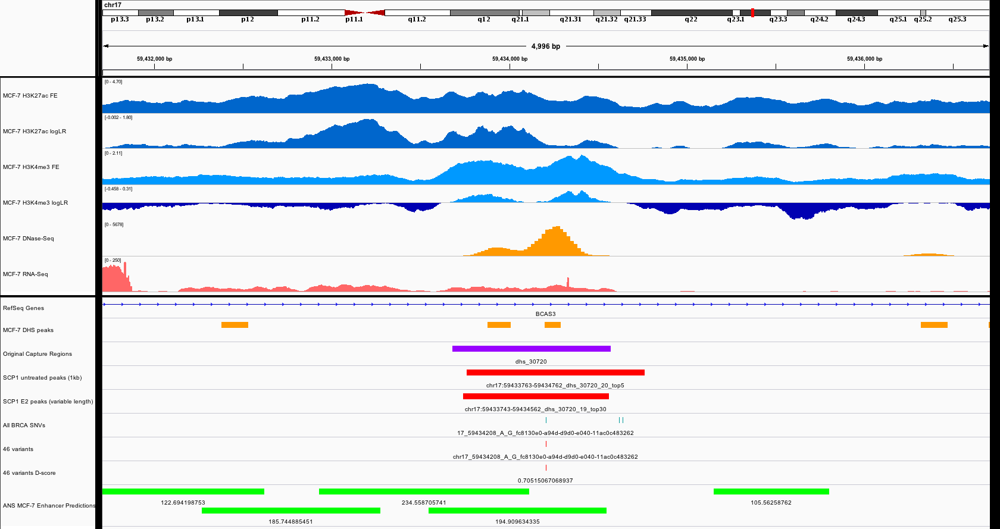 chr17
p13.3 p13.2 p13.1 p12 p11.2 p11.1 q11.2 q12 q21.1 q21.31 q21.32 q21.33 q22 q23.1 q23.3 q24.2 q24.3 q25.1 q25.2 q25.3
4,996 bp
59,432,000 bp 59,433,000 bp 59,434,000 bp 59,435,000 bp 59,436,000 bp
[0 - 4.70]
MCF-7 H3K27ac FE
[-0.002 - 1.80]
MCF-7 H3K27ac logLR
[0 - 2.11]
MCF-7 H3K4me3 FE
[-0.458 - 0.31]
MCF-7 H3K4me3 logLR
[0 - 5678]
MCF-7 DNase-Seq
[0 - 250]
MCF-7 RNA-Seq
RefSeq Genes
BCAS3
MCF-7 DHS peaks
Original Capture Regions
dhs_30720
SCP1 untreated peaks (1kb)
chr17:59433763-59434762_dhs_30720_20_top5
SCP1 E2 peaks (variable length)
chr17:59433743-59434562_dhs_30720_19_top30
All BRCA SNVs
17_59434208_A_G_fc8130e0-a94d-d9d0-e040-11ac0c483262
46 variants
chr17_59434208_A_G_fc8130e0-a94d-d9d0-e040-11ac0c483262
46 variants D-score
0.70515067068937
122.694198753 234.558705741 105.56258762
ANS MCF-7 Enhancer Predictions
185.744885451 194.909634335